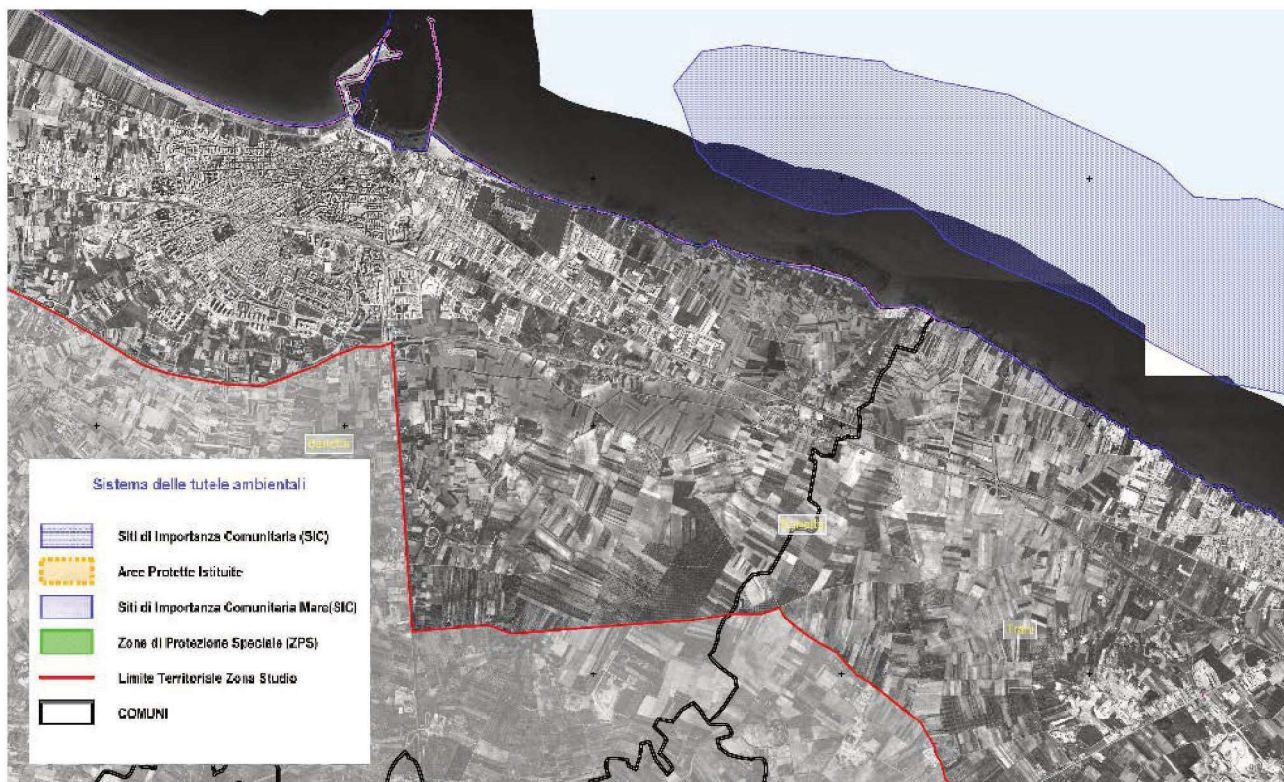 Barletta
Barletta
Trani
Sistema delle tutele ambientali
Siti di Importanza Comunitaria (SIC)
Aree Protette Istituite
Siti di Importanza Comunitaria Mare(SIC)
Zone di Protezione Speciale (ZPS)
Limite Territoriale Zona Studio
COMUNI